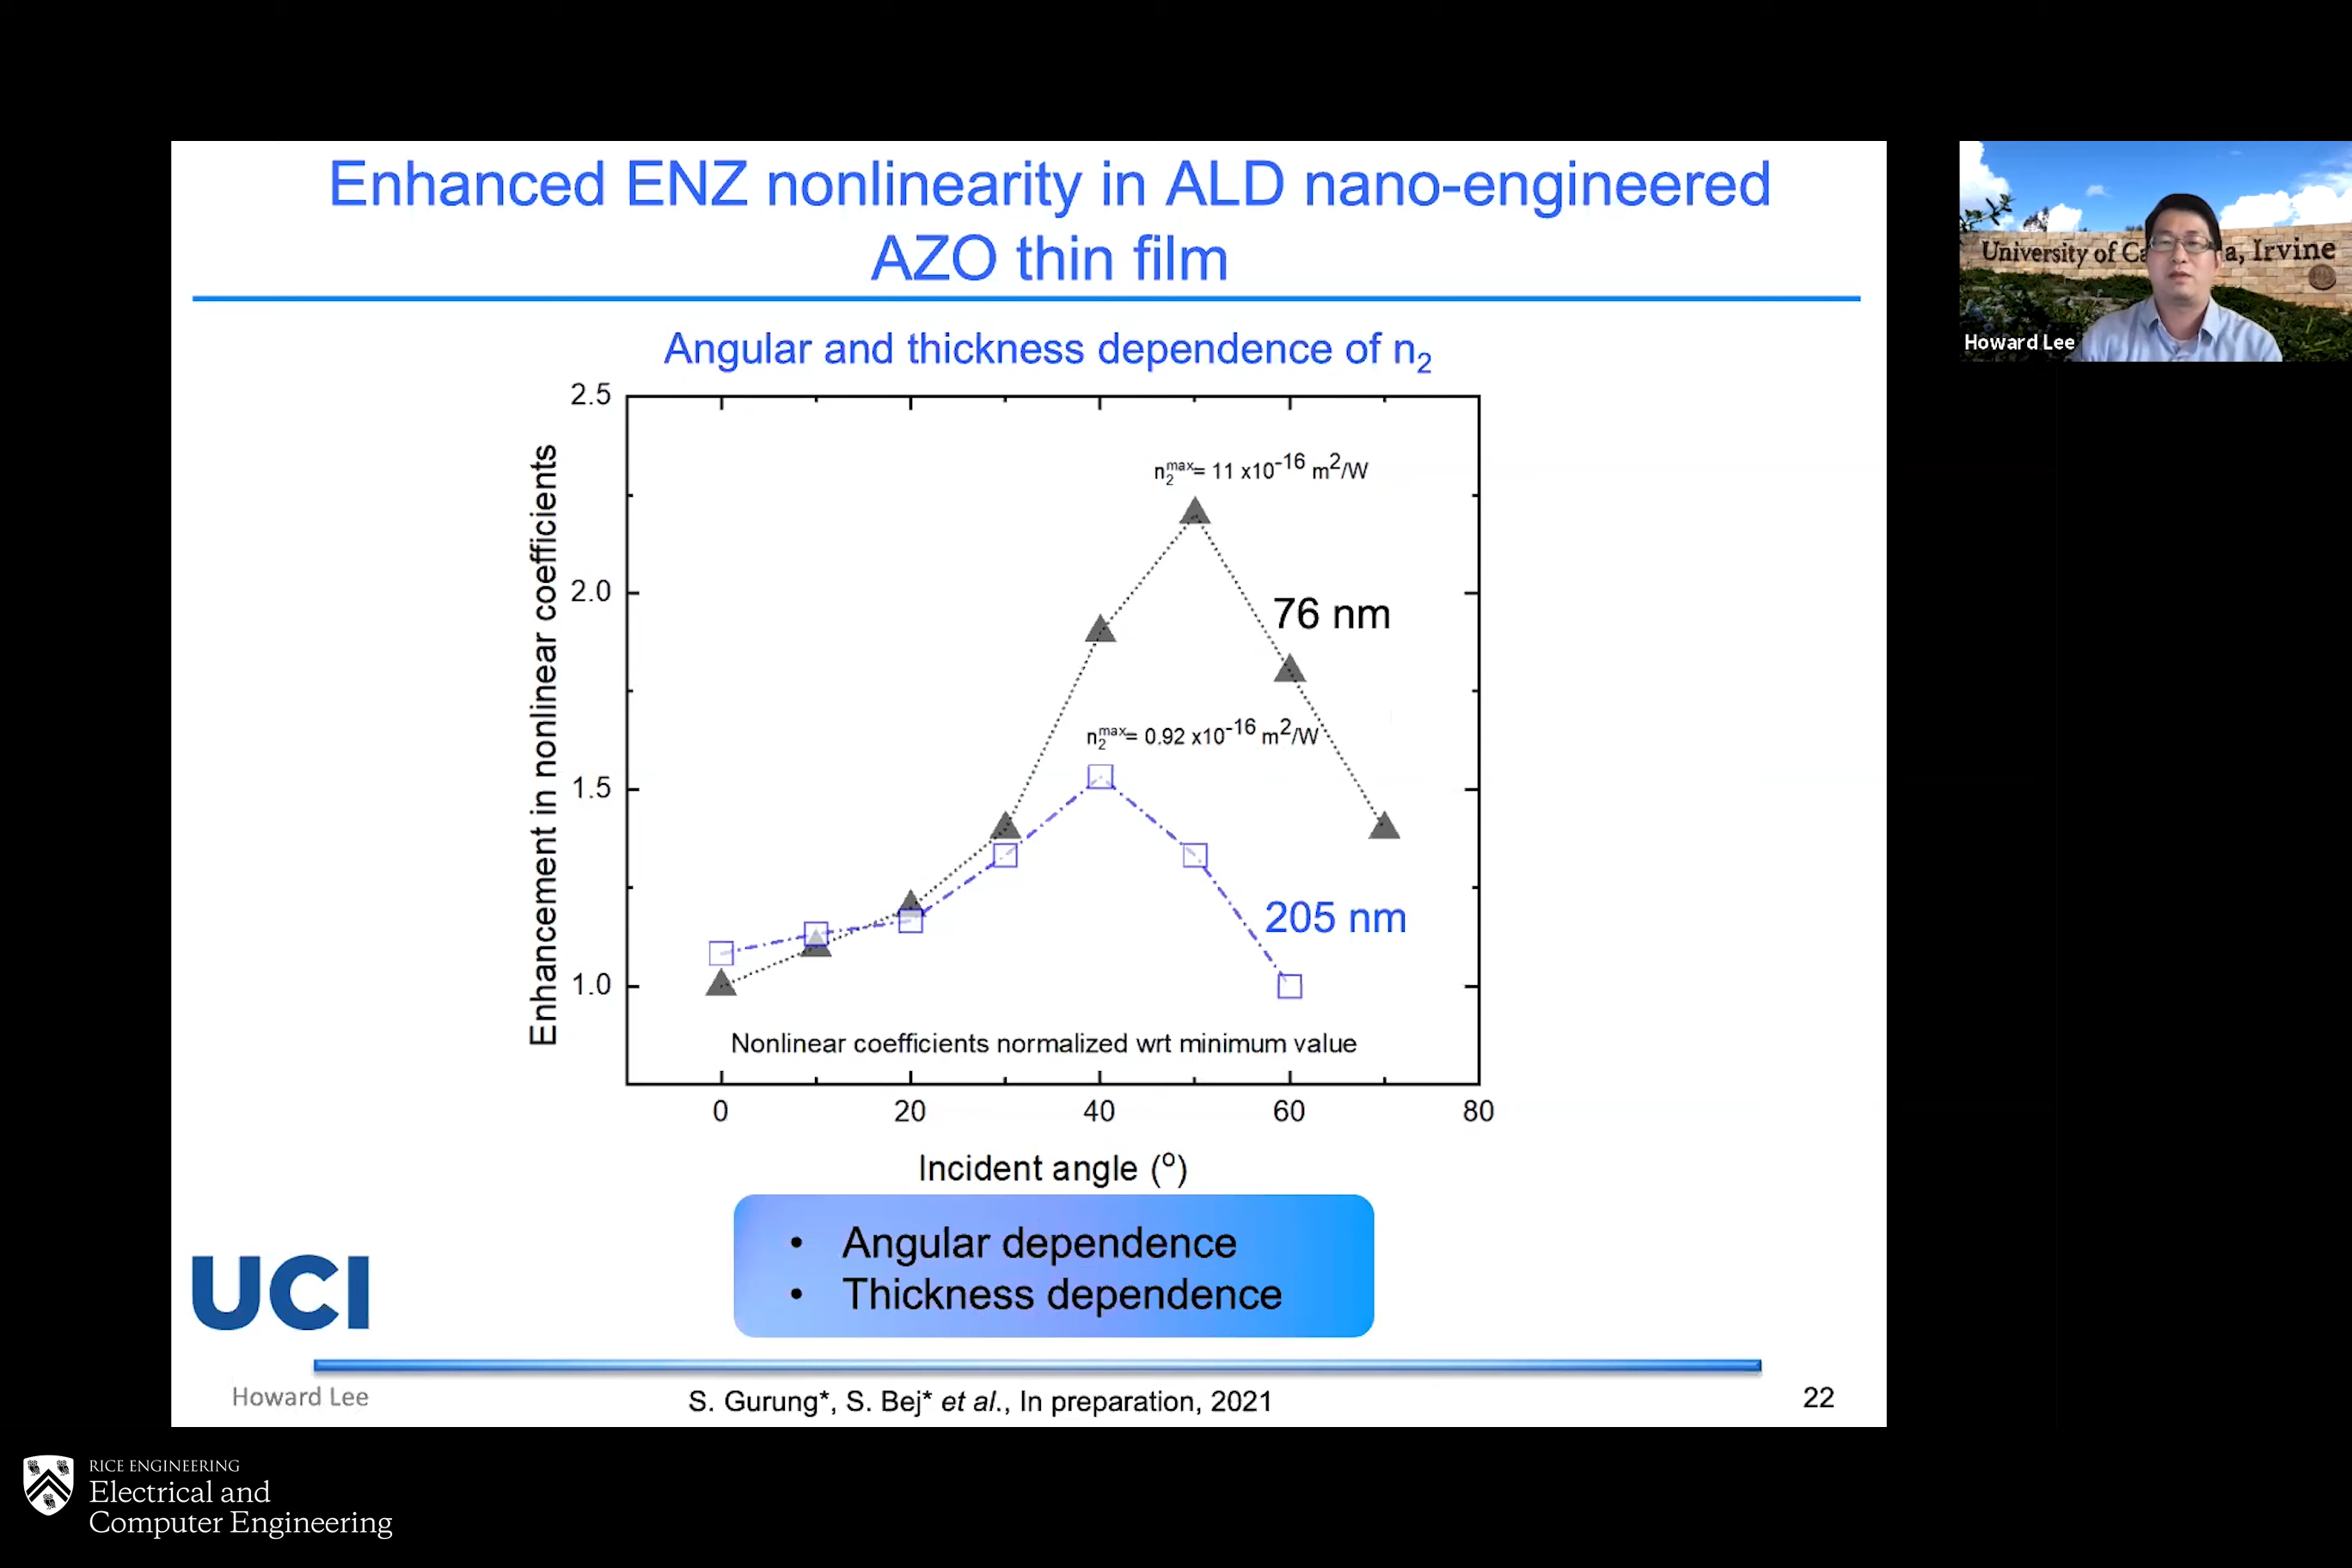 Enhanced ENZ nonlinearity in ALD nano-engineered
AZO thin film
Angular and thickness dependence of n₂
Enhancement in nonlinear coefficients
2.5
2.0
1.5
1.0
n₂ᵐᵃˣ= 11 x10⁻¹⁶ m²/W
76 nm
n₂ᵐᵃˣ= 0.92 x10⁻¹⁶ m²/W
205 nm
Nonlinear coefficients normalized wrt minimum value
0 20 40 60 80
Incident angle (º)
• Angular dependence
• Thickness dependence
UCI
Howard Lee
S. Gurung*, S. Bej* et al., In preparation, 2021
22
University of Ca a, Irvine
Howard Lee
RICE ENGINEERING
Electrical and
Computer Engineering